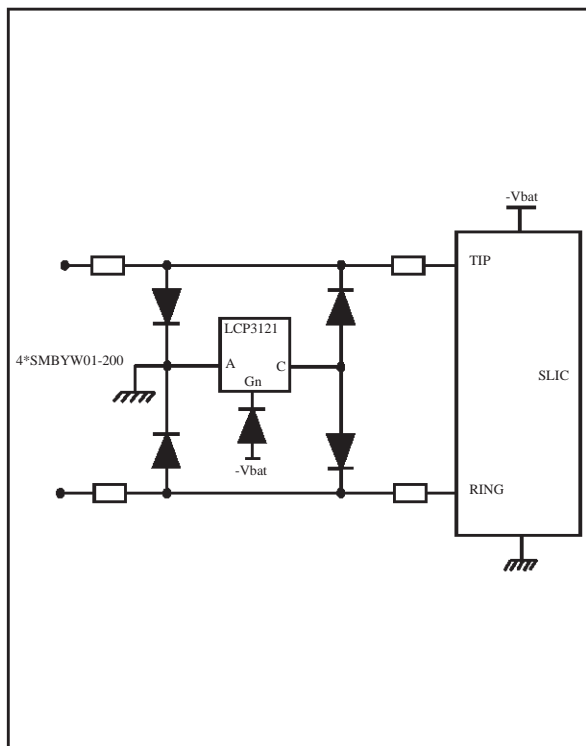 -Vbat
TIP
LCP3121
4*SMBYW01-200
A
C
SLIC
Gn
-Vbat
RING